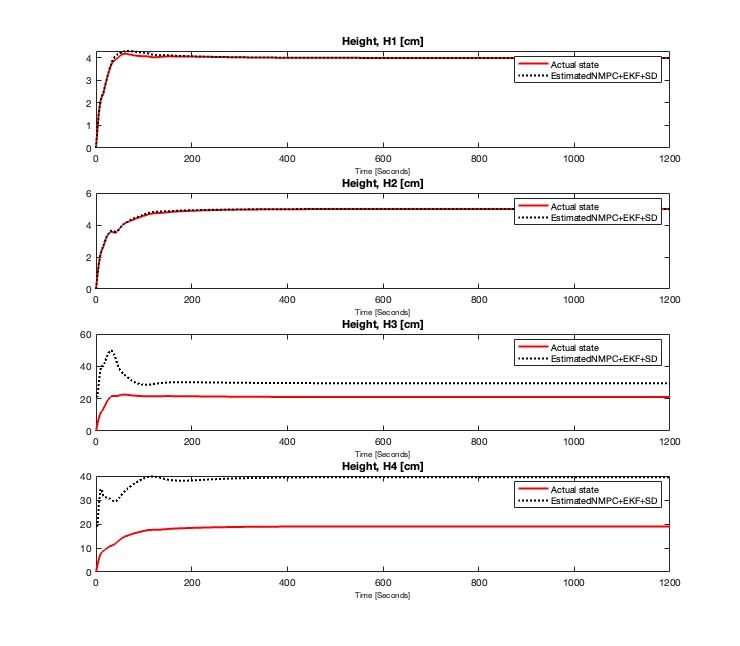 Height, H1 [cm]
4
3
2
1
0
Actual state
EstimatedNMPC+EKF+SD
0 200 400 600 800 1000 1200
Time [Seconds]
Height, H2 [cm]
6
4
2
0
Actual state
EstimatedNMPC+EKF+SD
0 200 400 600 800 1000 1200
Time [Seconds]
Height, H3 [cm]
60
40
20
0
Actual state
EstimatedNMPC+EKF+SD
0 200 400 600 800 1000 1200
Time [Seconds]
Height, H4 [cm]
40
30
20
10
0
Actual state
EstimatedNMPC+EKF+SD
0 200 400 600 800 1000 1200
Time [Seconds]